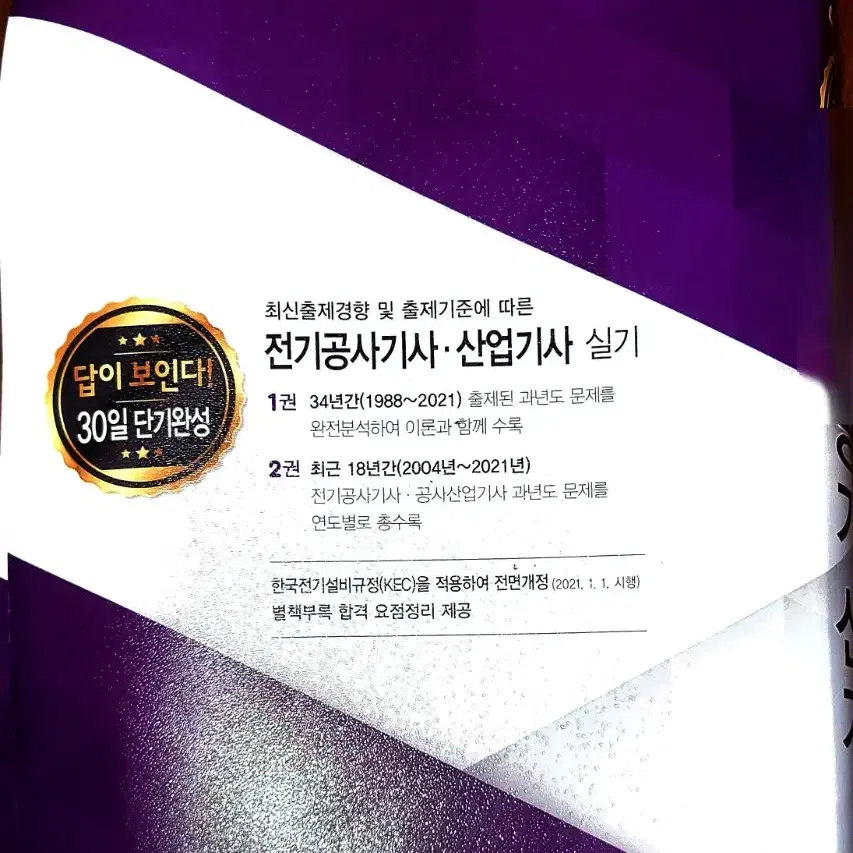 답이 보인다!
30일 단기완성
최신출제경향 및 출제기준에 따른
전기공사기사·산업기사 실기
1권 34년간(1988~2021) 출제된 과년도 문제를
완전분석하여 이론과 함께 수록
2권 최근 18년간(2004년~2021년)
전기공사기사·공사산업기사 과년도 문제를
연도별로 총수록
한국전기설비규정(KEC)을 적용하여 전면개정 (2021. 1. 1. 시행)
별책부록 합격 요점정리 제공